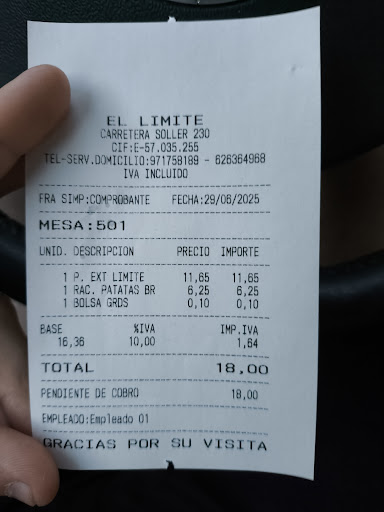 EL LIMITE
CARRETERA SOLLER 230
CIF:E-57.035.255
TEL-SERV.DOMICILIO:971758189 - 626364968
IVA INCLUIDO
FRA SIMP:COMPROBANTE FECHA:29/06/2025
MESA:501
UNID. DESCRIPCION PRECIO IMPORTE
1 P. EXT LIMITE 11,65 11,65
1 RAC. PATATAS BR 6,25 6,25
1 BOLSA GRDS 0,10 0,10
BASE %IVA IMP.IVA
16,36 10,00 1,64
TOTAL 18,00
PENDIENTE DE COBRO 18,00
EMPLEADO:Empleado 01
GRACIAS POR SU VISITA